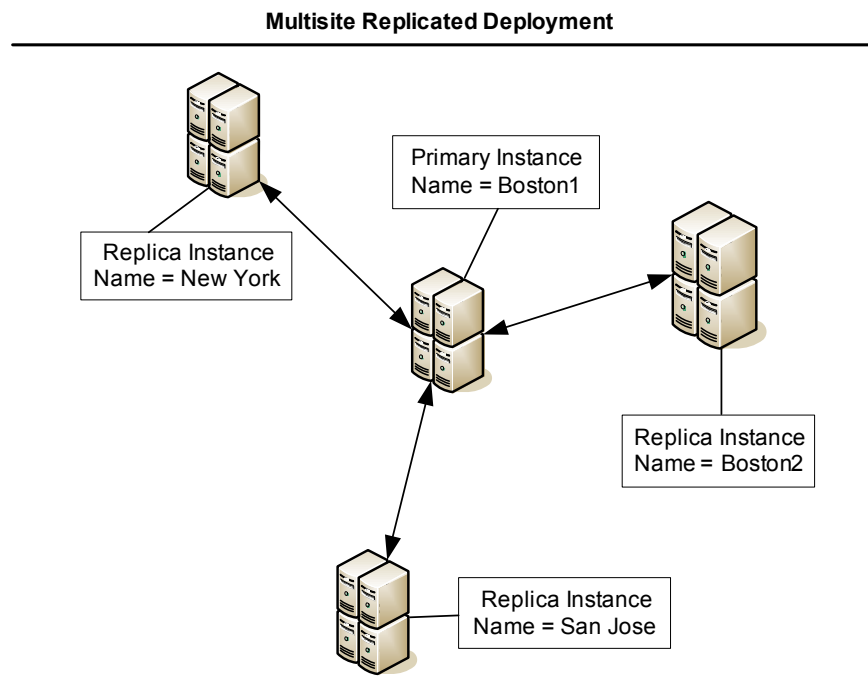 Multisite Replicated Deployment
Primary Instance
Name = Boston1
Replica Instance
Name = New York
Replica Instance
Name = Boston2
Replica Instance
Name = San Jose